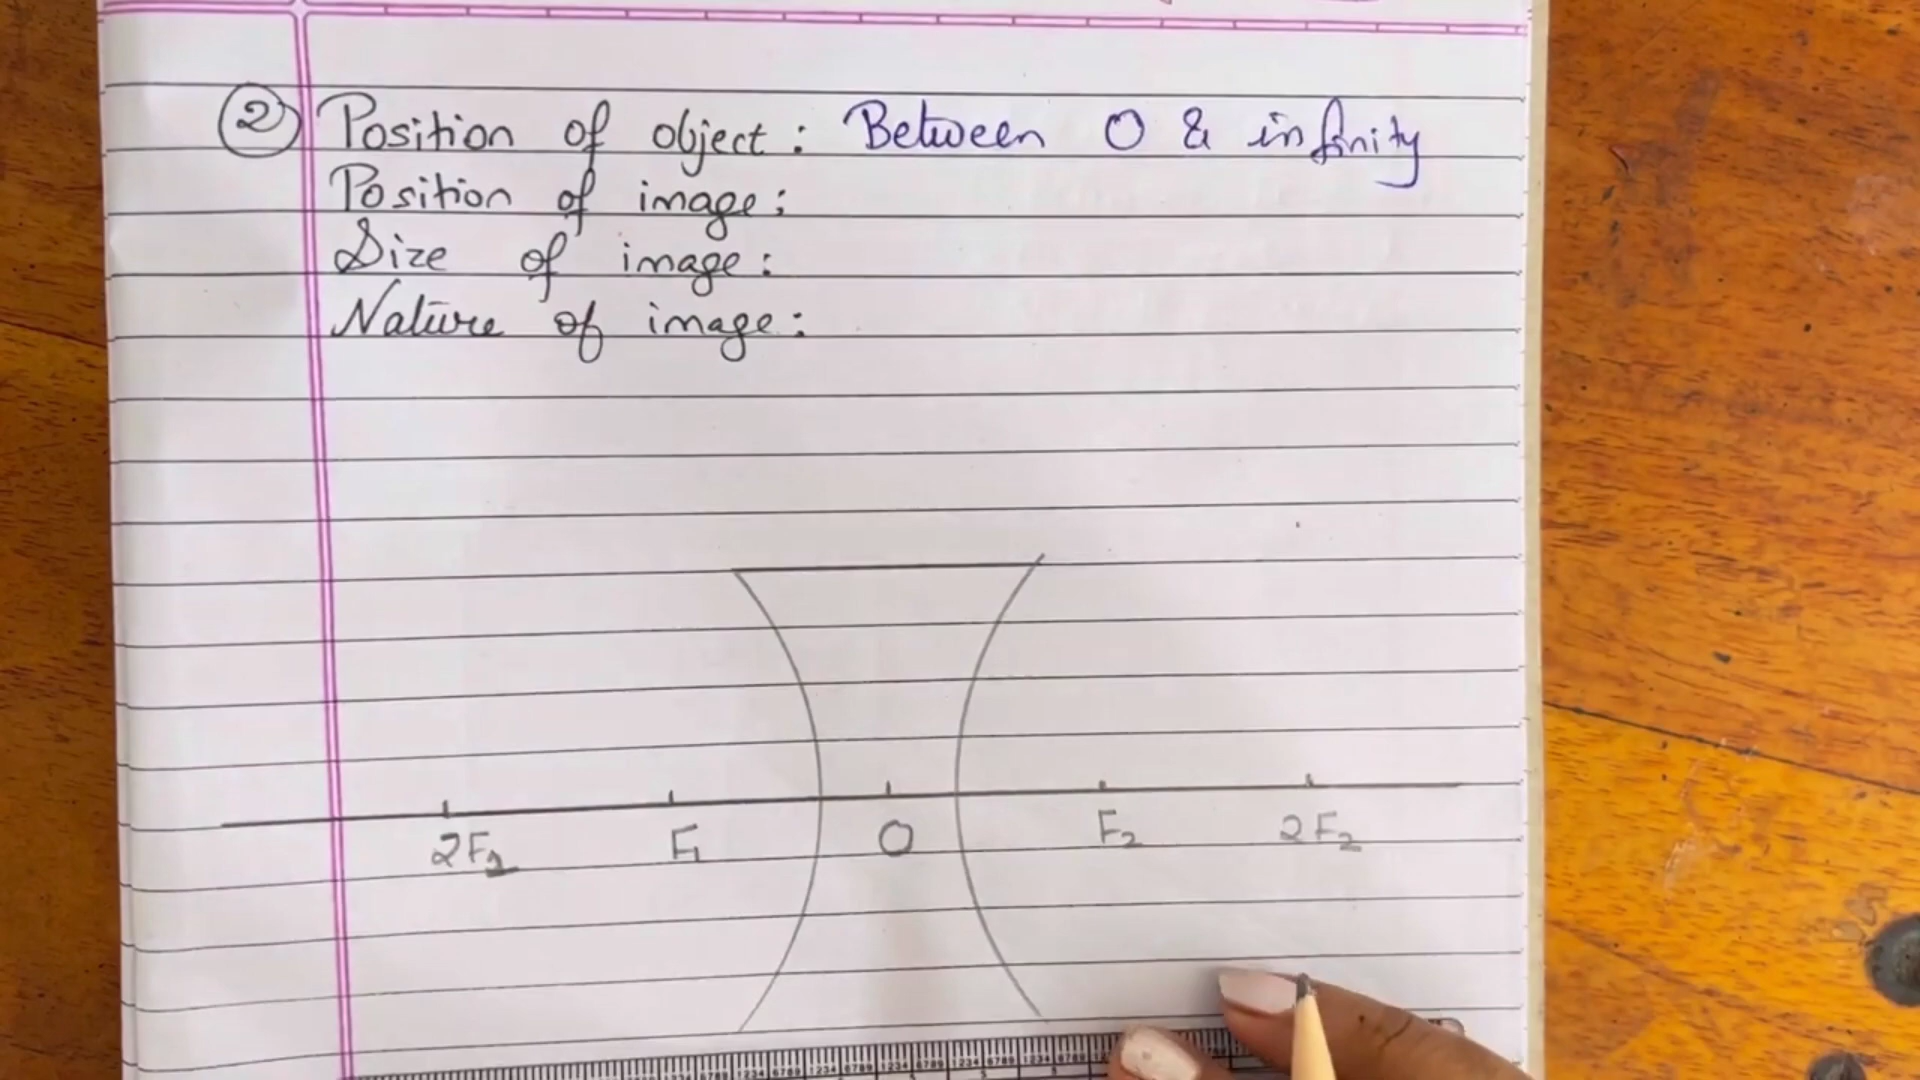 2 Position of object: Between O & infinity
Position of image:
Size of image:
Nature of image:
2F1 F1 O F2 2F2